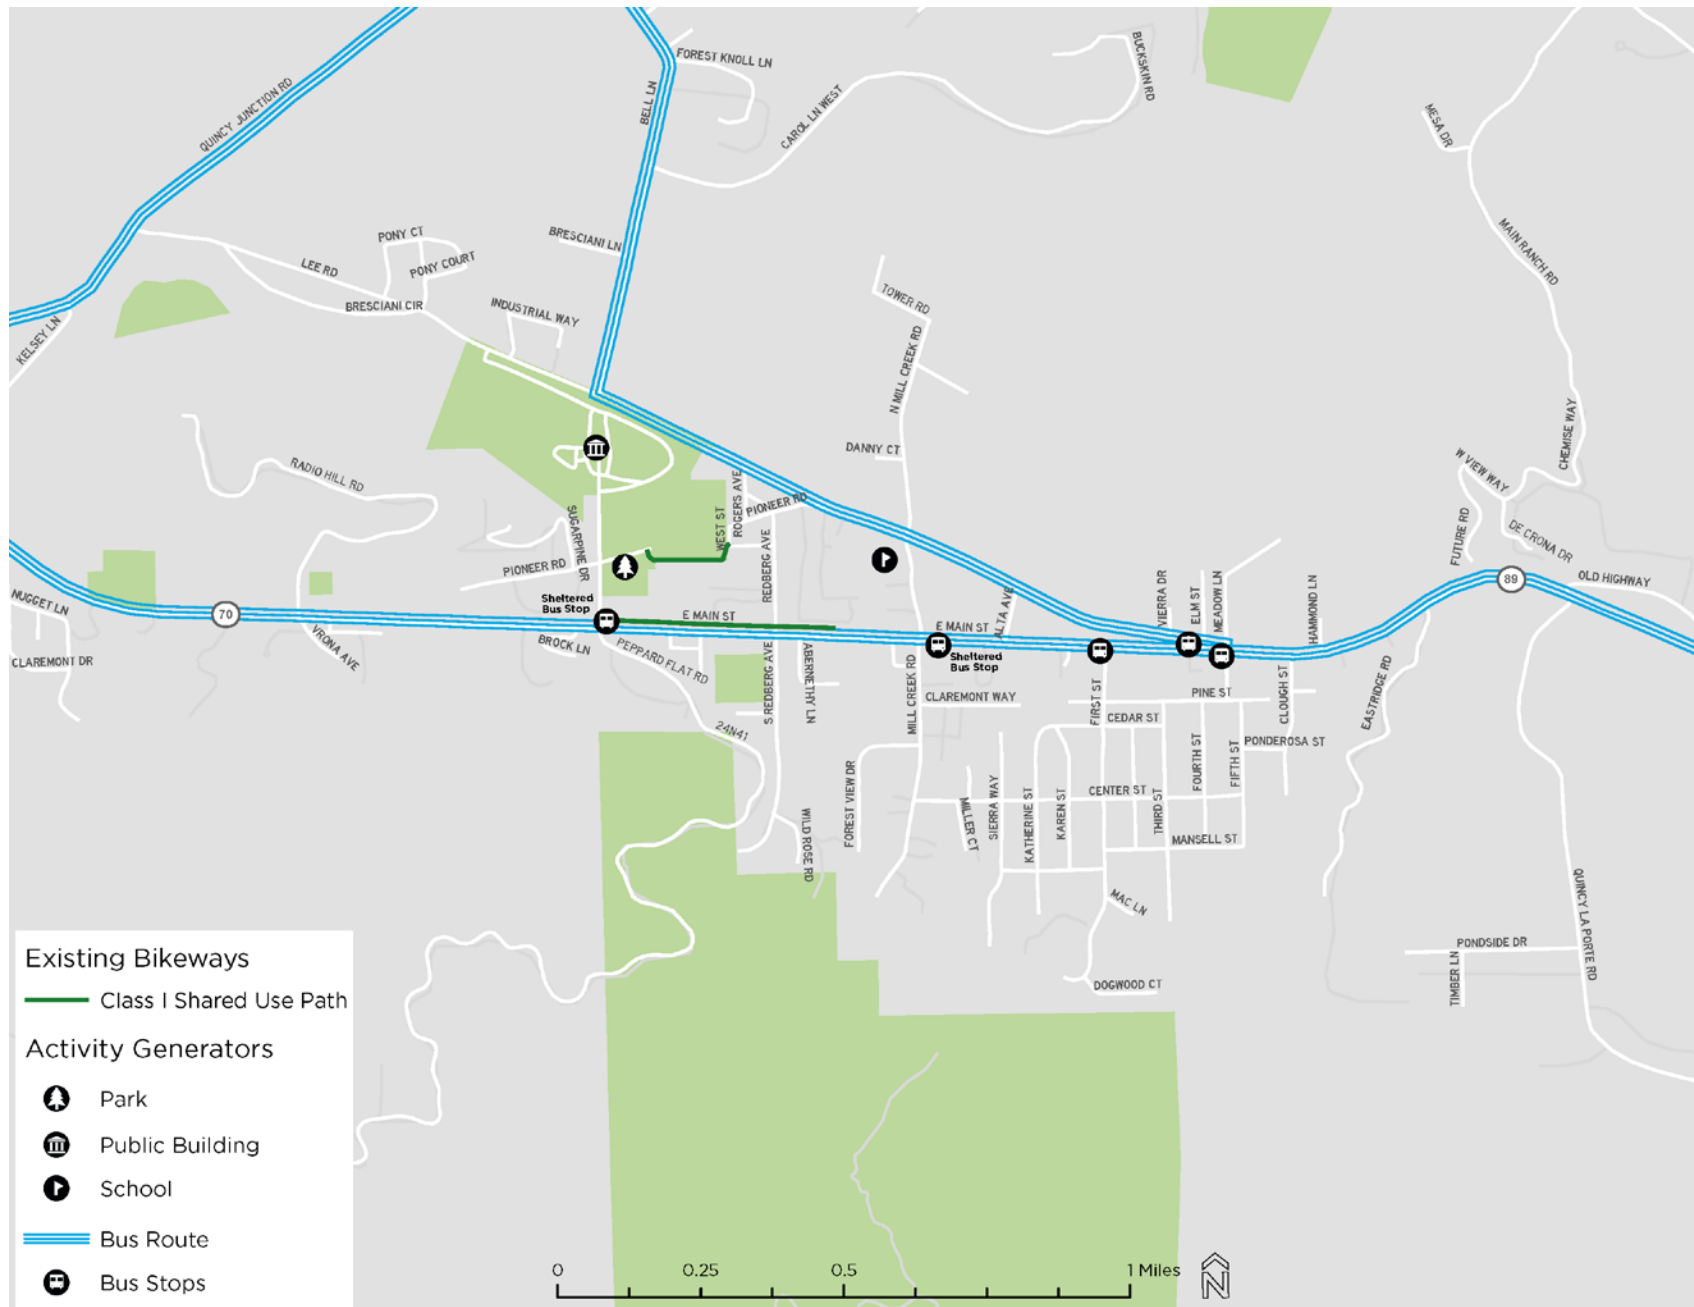 FOREST KNOLL LN
BUCKSKIN RD
QUINCY JUNCTION RD
BELL LN
CAROL LN WEST
MESA DR
PONY CT
BRESCIANI LN
MAIN RANCH RD
LEE RD
PONY COURT
BRESCIANI CIR
INDUSTRIAL WAY
TOWER RD
KELSEY LN
N MILL CREEK RD
CHEMISE WAY
DANNY CT
RADIO HILL RD
W VIEW WAY
ROGERS AVE
PIONEER RD
WEST ST
SUGARPINE DR
FUTURE RD
DE CRONA DR
REDBERG AVE
PIONEER RD
89
OLD HIGHWAY
NUGGET LN
70
Sheltered
Bus Stop
E MAIN ST
E MAIN ST
ALTA AVE
VIERRA DR
ELM ST
MEADOW LN
HAMMOND LN
VRONA AVE
BROCK LN
PEPPARD FLAT RD
CLAREMONT DR
Sheltered
Bus Stop
S REDBERG AVE
ABERNETHY LN
MILL CREEK RD
CLAREMONT WAY
FIRST ST
PINE ST
CLOUGH ST
EASTRIDGE RD
CEDAR ST
24N41
PONDEROSA ST
FOURTH ST
FIFTH ST
FOREST VIEW DR
CENTER ST
MILLER CT
SIERRA WAY
KATHERINE ST
KAREN ST
THIRD ST
WILD ROSE RD
MANSELL ST
MAC LN
QUINCY LA PORTE RD
PONDSIDE DR
TIMBER LN
DOGWOOD CT
Existing Bikeways
Class I Shared Use Path
Activity Generators
Park
Public Building
School
Bus Route
Bus Stops
0 0.25 0.5 1 Miles
N